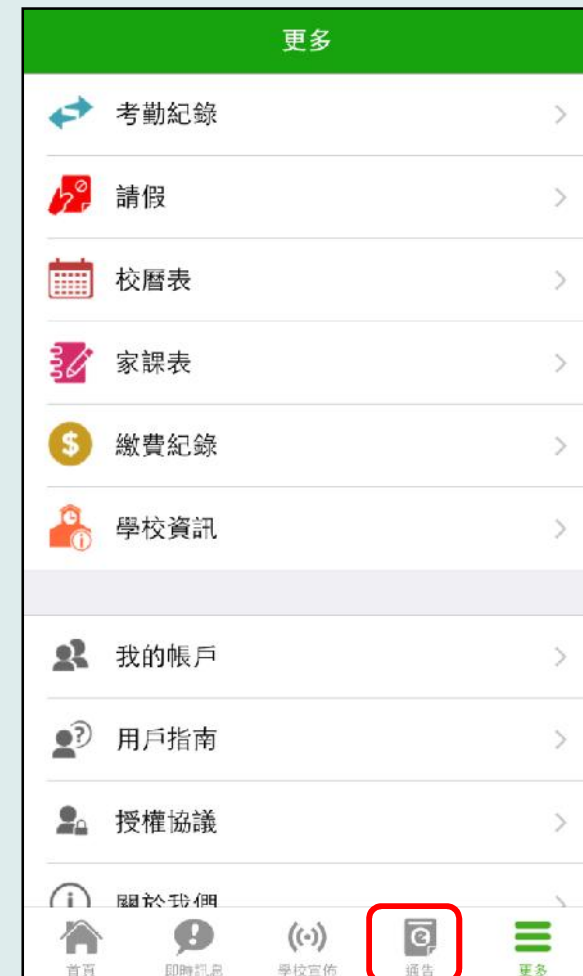 更多
考勤紀錄
請假
校曆表
家課表
繳費紀錄
學校資訊
我的帳戶
用戶指南
授權協議
關於我們
首頁
即時訊息
學校宣佈
通告
更多